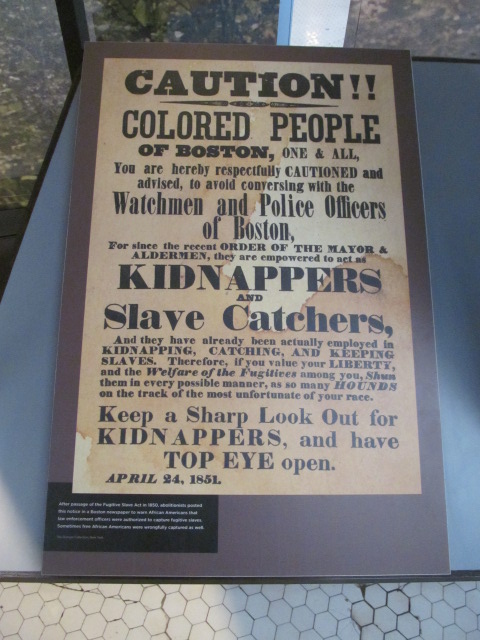 CAUTION!!
COLORED PEOPLE
OF BOSTON, ONE & ALL,
You are hereby respectfully CAUTIONED and
advised, to avoid conversing with the
Watchmen and Police Officers
of Boston,
For since the recent ORDER OF THE MAYOR &
ALDERMEN, they are empowered to act as
KIDNAPPERS
AND
Slave Catchers,
And they have already been actually employed in
KIDNAPPING, CATCHING, AND KEEPING
SLAVES. Therefore, if you value your LIBERTY,
and the Welfare of the Fugitives among you, Shun
them in every possible manner, as so many HOUNDS
on the track of the most unfortunate of your race.
Keep a Sharp Look Out for
KIDNAPPERS, and have
TOP EYE open.
APRIL 24, 1851.
After passage of the Fugitive Slave Act in 1850, abolitionists posted
this notice in a Boston newspaper to warn African Americans that
law enforcement officers were authorized to capture fugitive slaves.
Sometimes free African Americans were wrongfully captured as well.